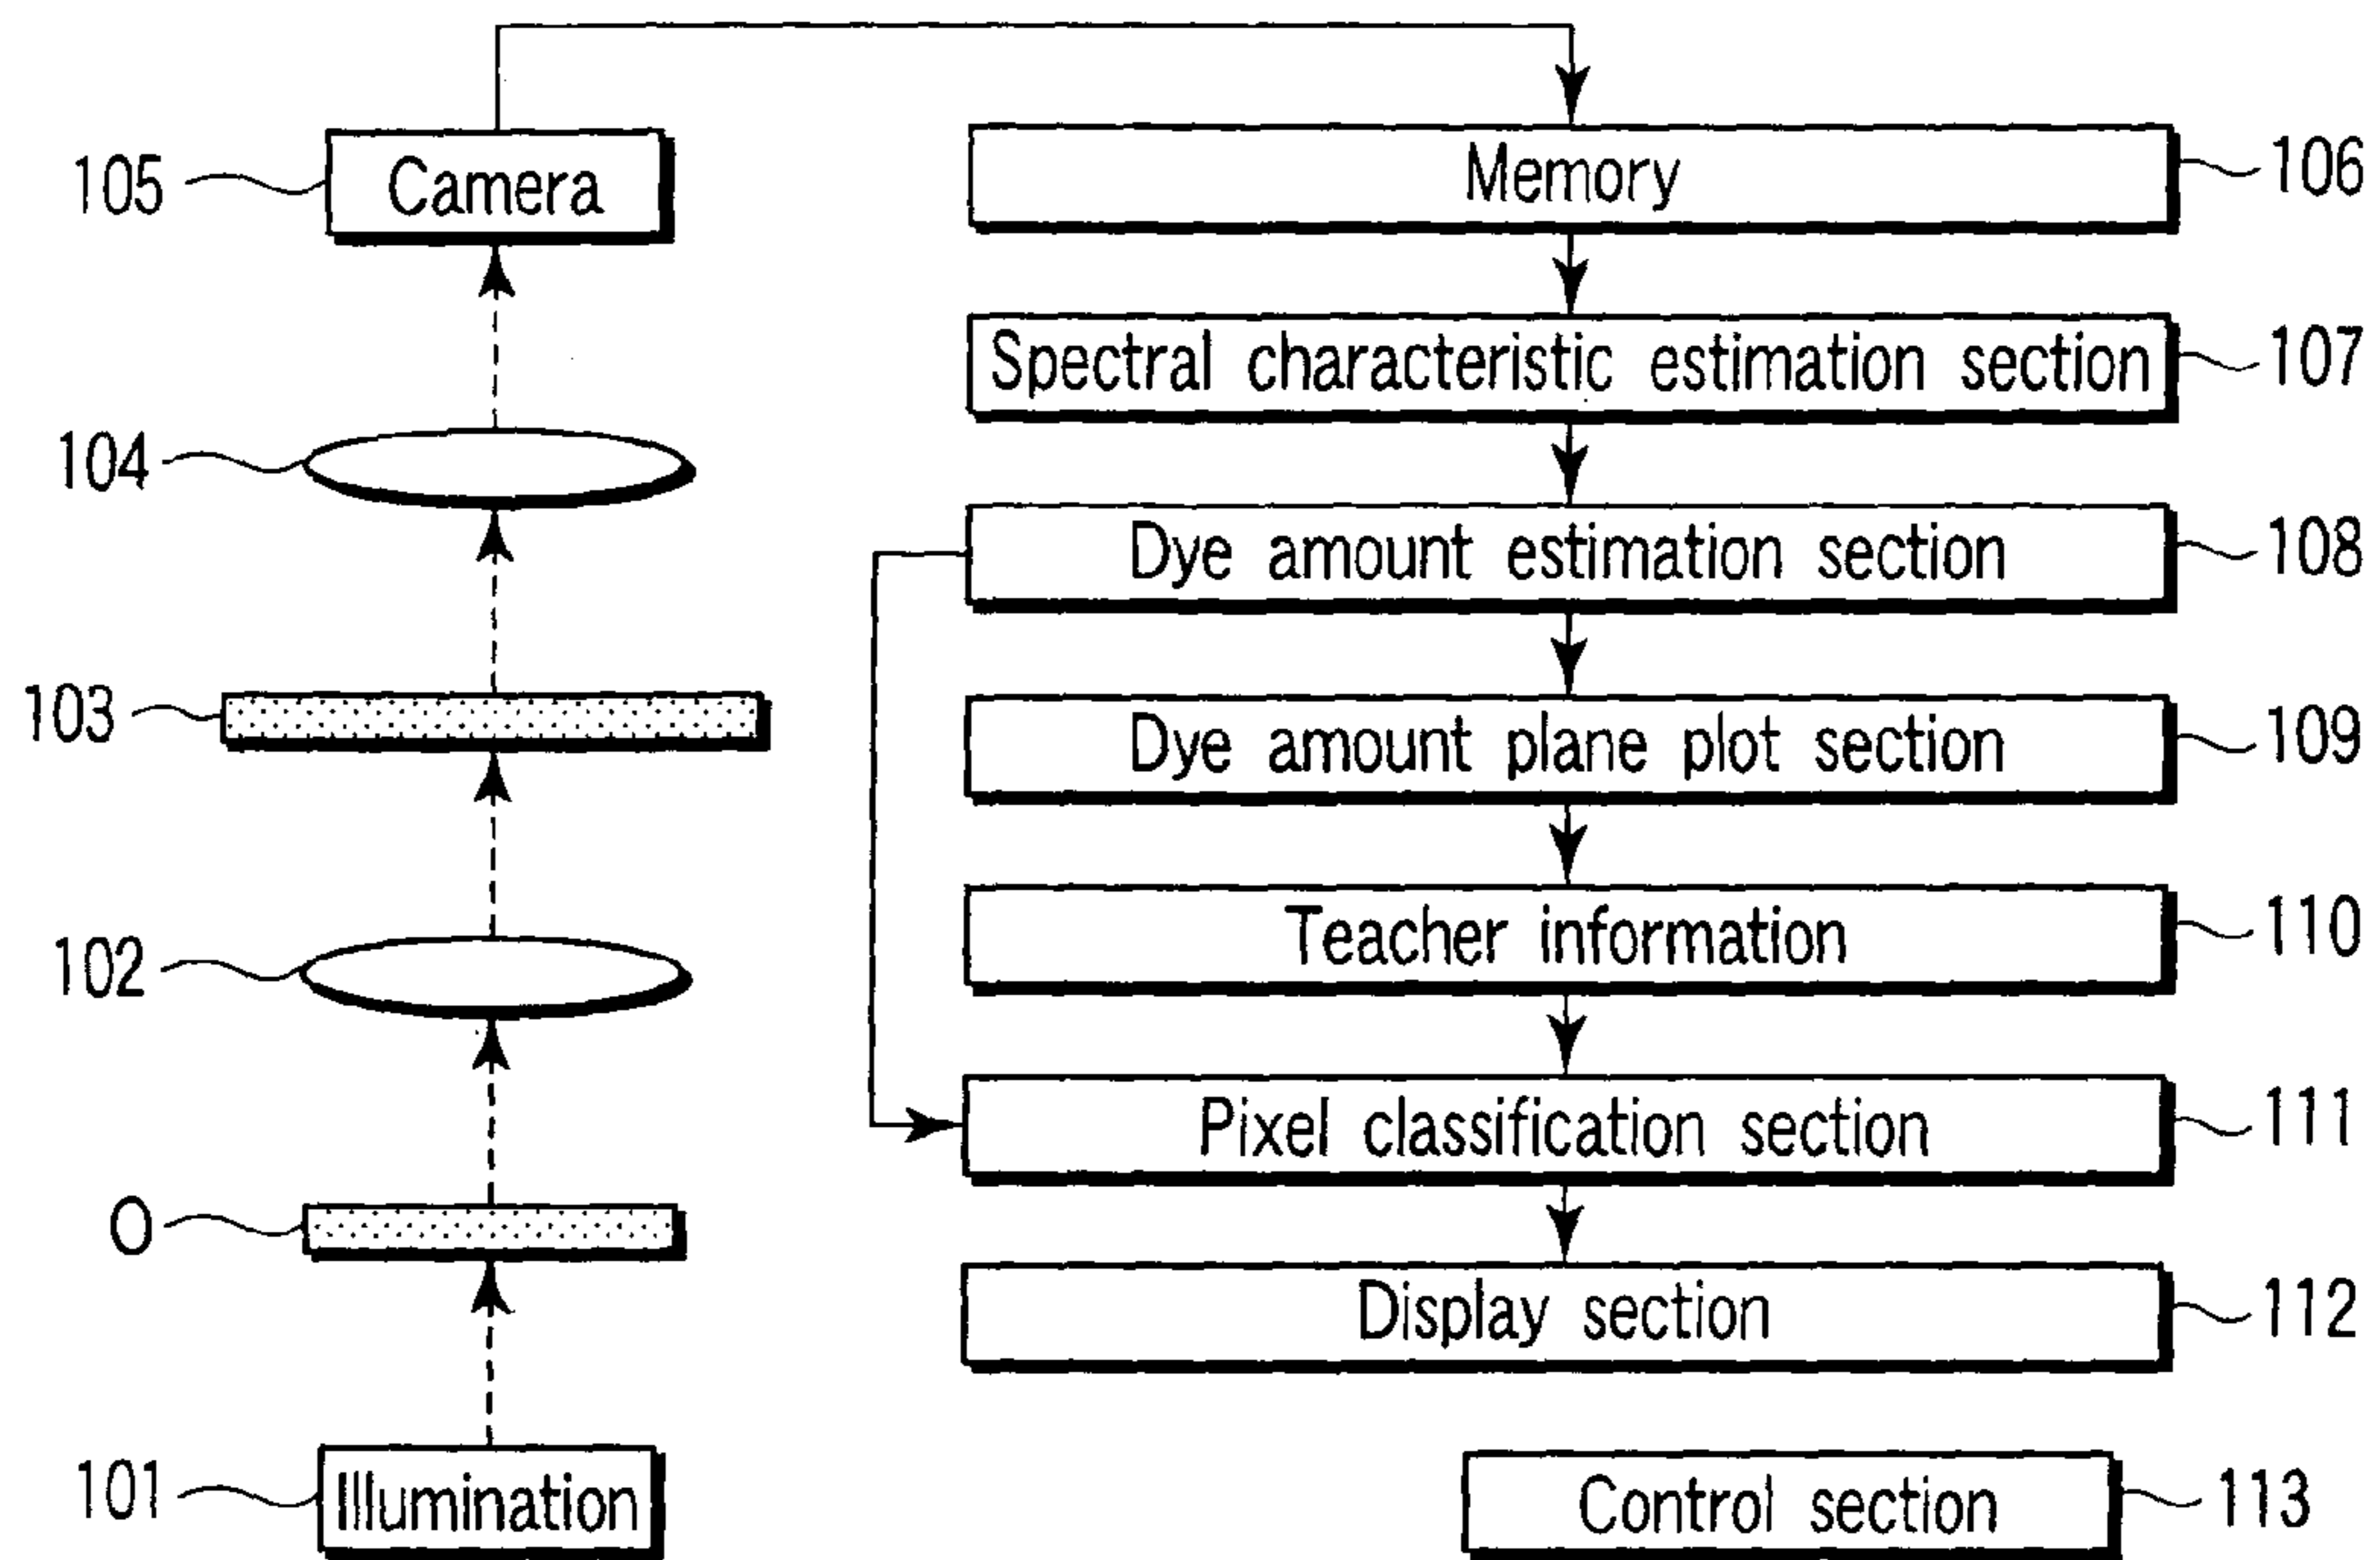 105
Camera
104
103
102
O
101
Illumination
Memory
106
Spectral characteristic estimation section
107
Dye amount estimation section
108
Dye amount plane plot section
109
Teacher information
110
Pixel classification section
111
Display section
112
Control section
113